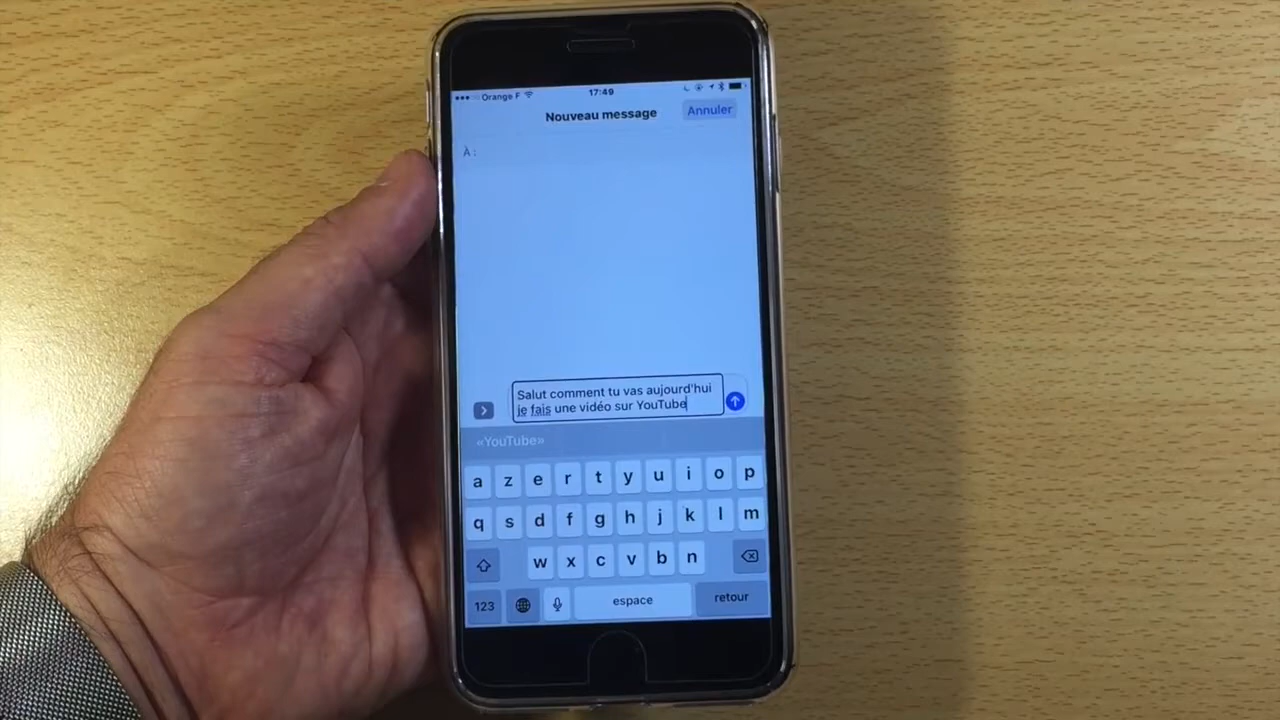 Orange F 17:49
Nouveau message Annuler
À :
Salut comment tu vas aujourd'hui
je fais une vidéo sur YouTube
«YouTube»
a z e r t y u i o p
q s d f g h j k l m
w x c v b n
123 espace retour